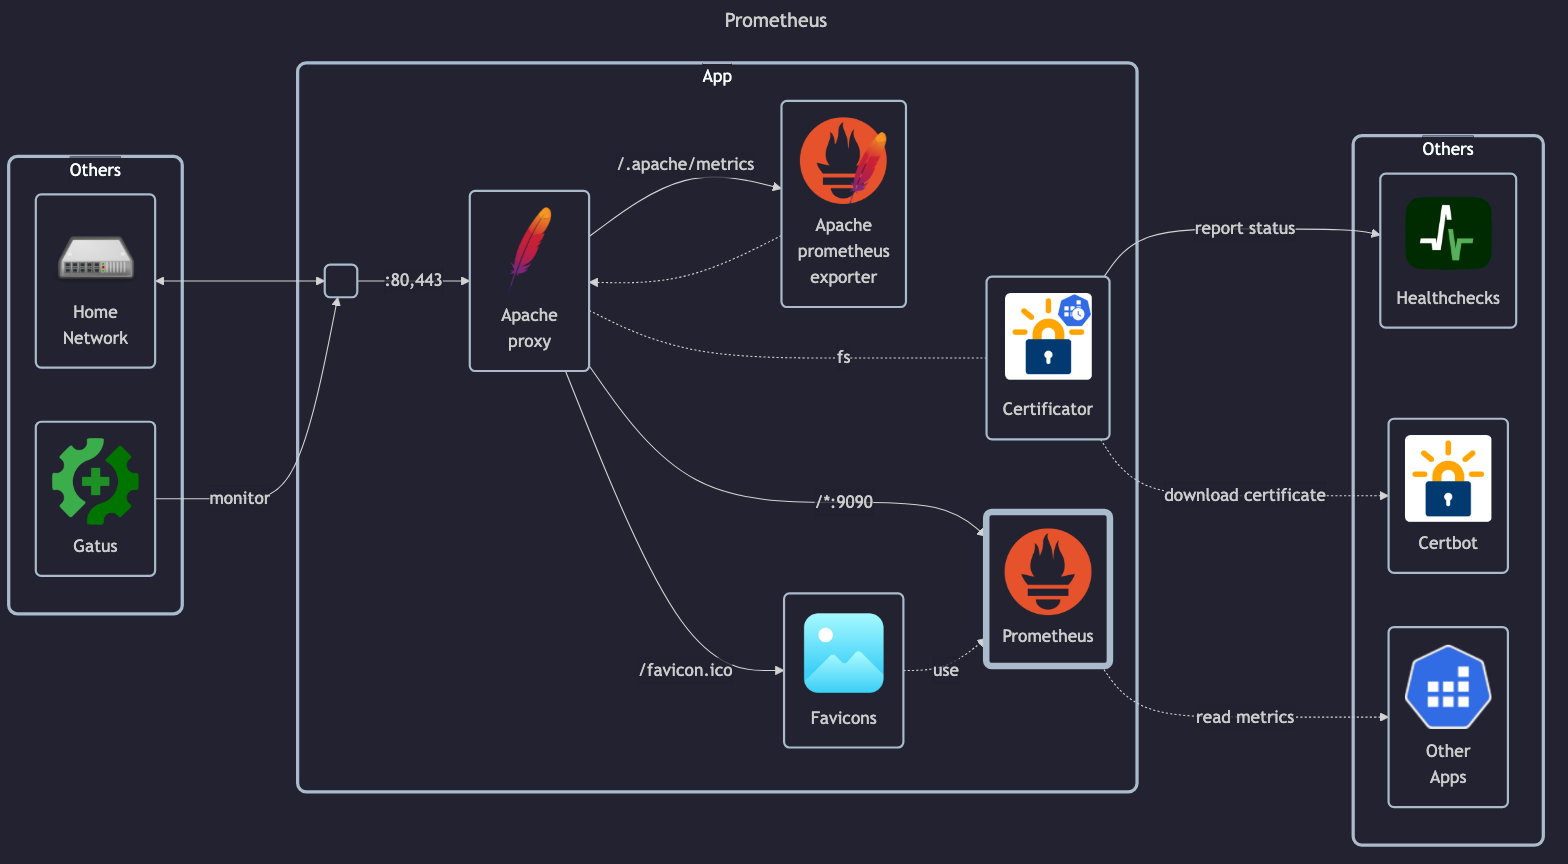 Prometheus
App
Others
Home
Network
Gatus
monitor
:80,443
Apache
proxy
/.apache/metrics
Apache
prometheus
exporter
fs
Certificator
/*:9090
Prometheus
/favicon.ico
Favicons
use
Others
report status
Healthchecks
download certificate
Certbot
read metrics
Other
Apps